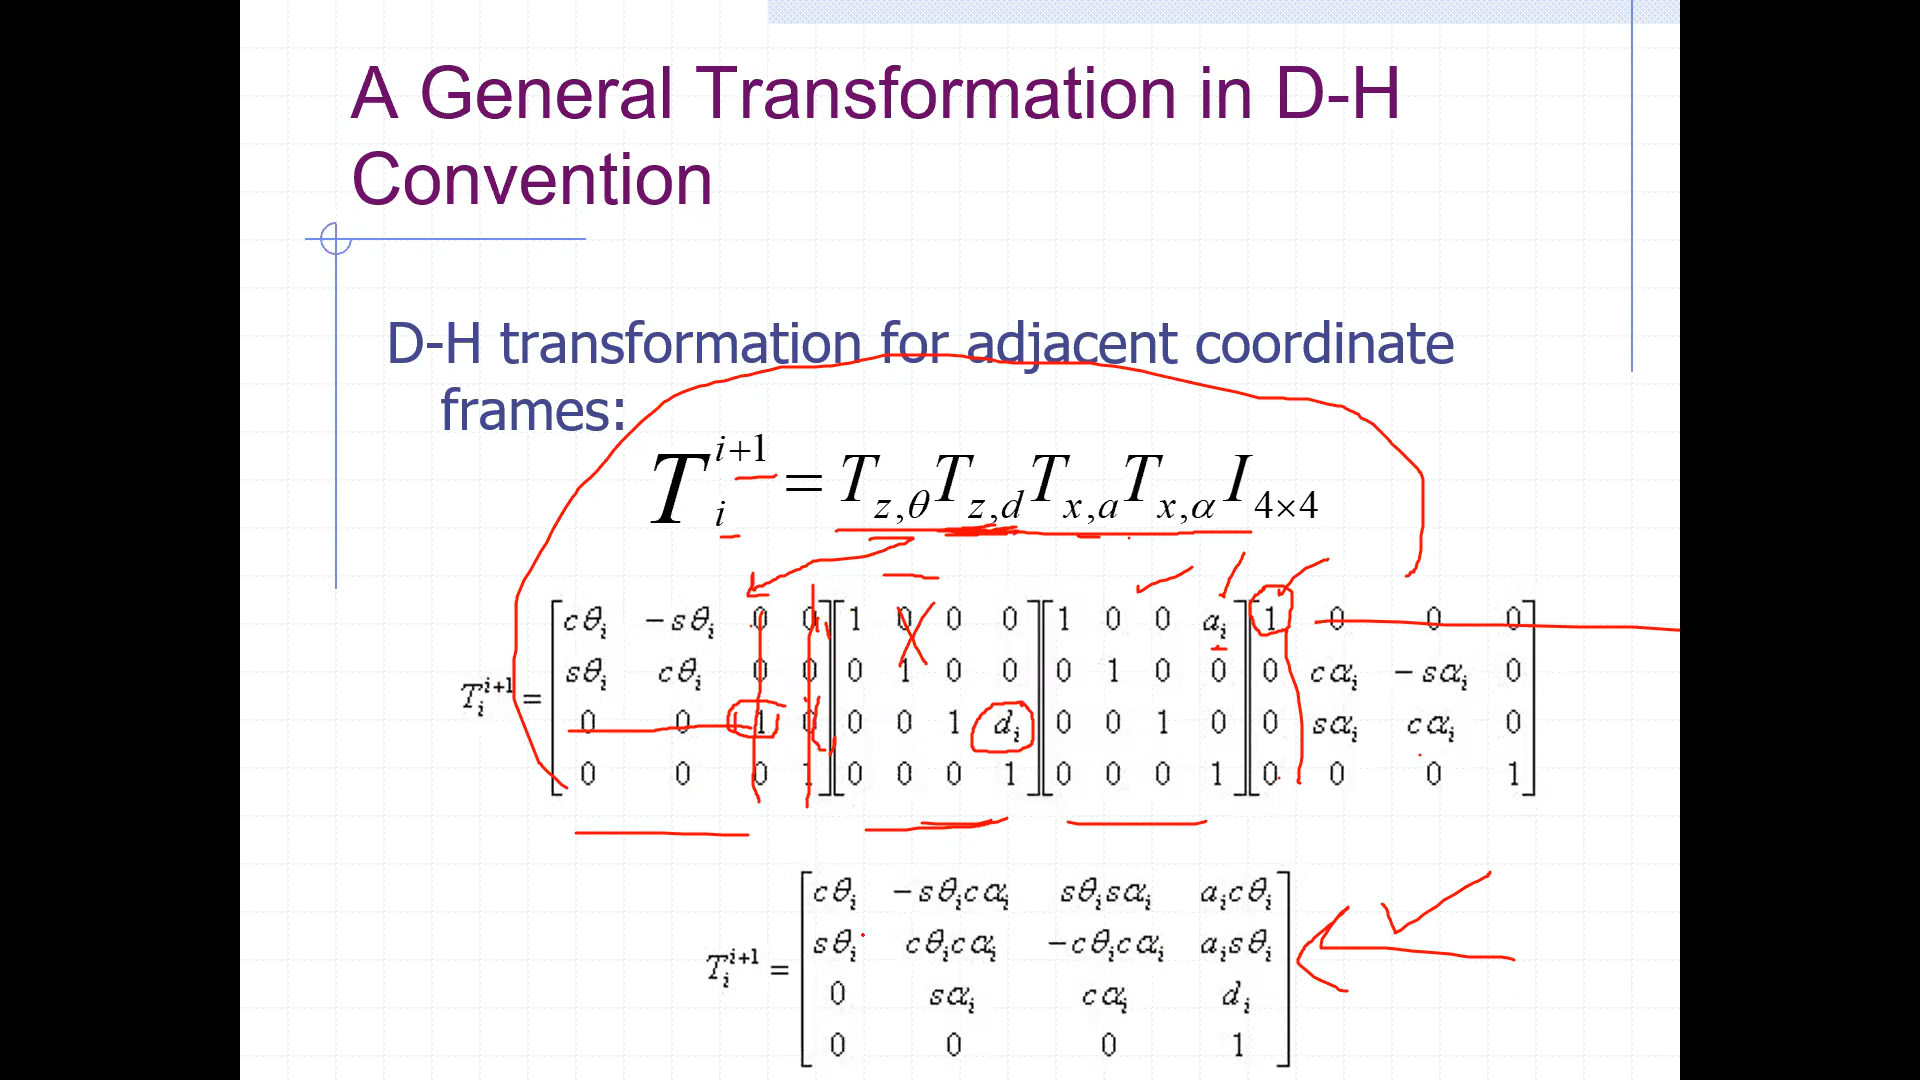 A General Transformation in D-H
Convention
D-H transformation for adjacent coordinate
frames:
T_i^{i+1} = T_{z,θ} T_{z,d} T_{x,a} T_{x,α} I_{4×4}
T_i^{i+1} = [cθ_i -sθ_i 0 0; sθ_i cθ_i 0 0; 0 0 1 0; 0 0 0 1] [1 0 0 0; 0 1 0 0; 0 0 1 d_i; 0 0 0 1] [1 0 0 a_i; 0 1 0 0; 0 0 1 0; 0 0 0 1] [1 0 0 0; 0 cα_i -sα_i 0; 0 sα_i cα_i 0; 0 0 0 1]
T_i^{i+1} = [cθ_i -sθ_i cα_i sθ_i sα_i a_i cθ_i; sθ_i cθ_i cα_i -cθ_i cα_i a_i sθ_i; 0 sα_i cα_i d_i; 0 0 0 1]